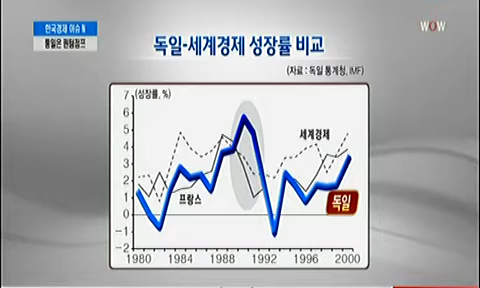 한국경제 이슈 N
통일은 퀀텀점프
WOW
독일-세계경제 성장률 비교
(자료 : 독일 통계청, IMF)
(성장률, %)
7
6
5
4
3
2
1
0
−1
−2
세계경제
프랑스
독일
1980 1984 1988 1992 1996 2000